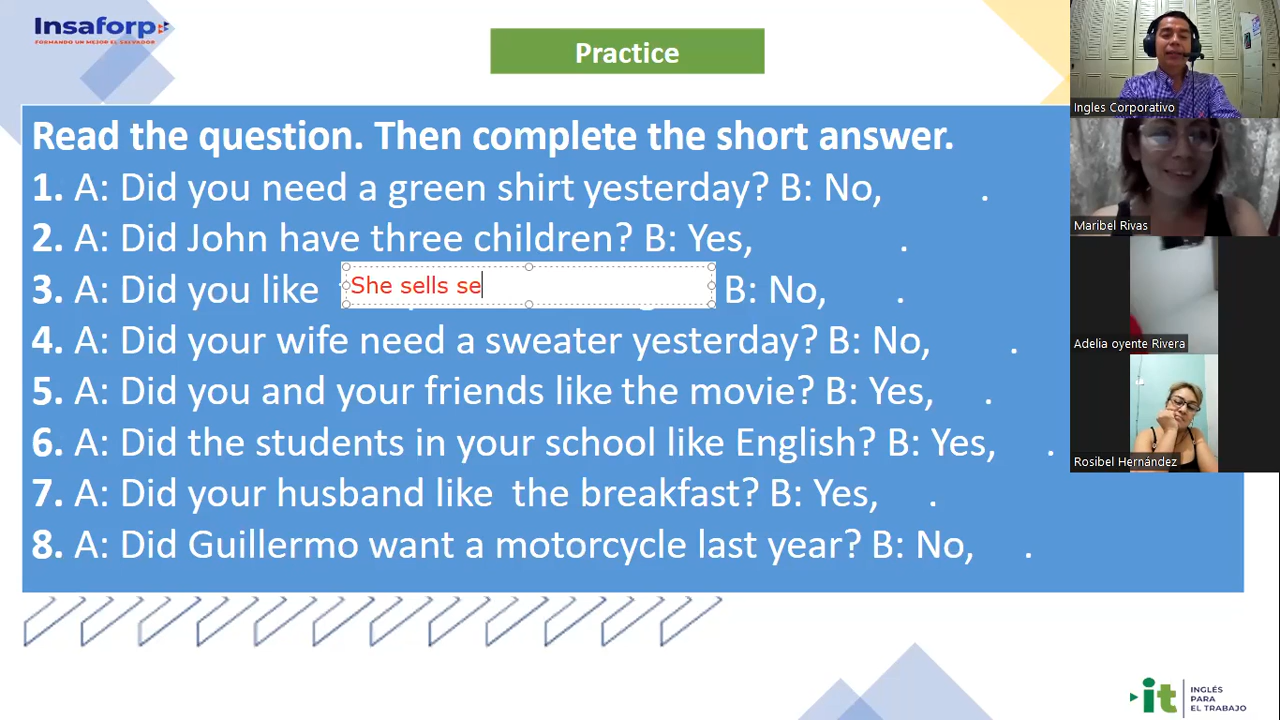 Insaforp
FORMANDO UN MEJOR EL SALVADOR
Practice
Ingles Corporativo
Maribel Rivas
Adelia oyente Rivera
Rosibel Hernández
Read the question. Then complete the short answer.
1. A: Did you need a green shirt yesterday? B: No, .
2. A: Did John have three children? B: Yes, .
3. A: Did you like She sells se B: No, .
4. A: Did your wife need a sweater yesterday? B: No, .
5. A: Did you and your friends like the movie? B: Yes, .
6. A: Did the students in your school like English? B: Yes, .
7. A: Did your husband like the breakfast? B: Yes, .
8. A: Did Guillermo want a motorcycle last year? B: No, .
it INGLÉS
PARA
EL TRABAJO